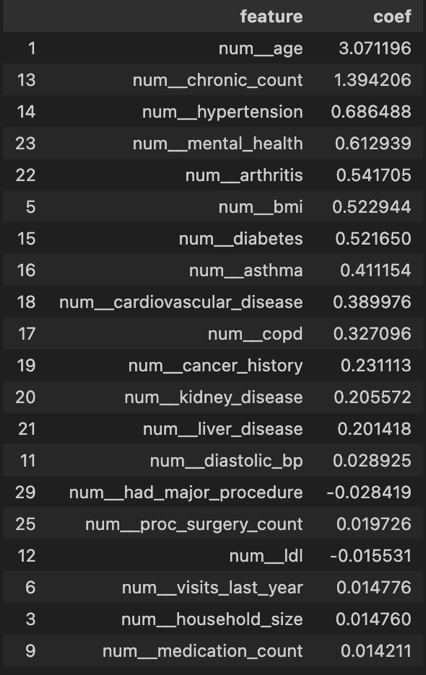 feature coef
1 num__age 3.071196
13 num__chronic_count 1.394206
14 num__hypertension 0.686488
23 num__mental_health 0.612939
22 num__arthritis 0.541705
5 num__bmi 0.522944
15 num__diabetes 0.521650
16 num__asthma 0.411154
18 num__cardiovascular_disease 0.389976
17 num__copd 0.327096
19 num__cancer_history 0.231113
20 num__kidney_disease 0.205572
21 num__liver_disease 0.201418
11 num__diastolic_bp 0.028925
29 num__had_major_procedure -0.028419
25 num__proc_surgery_count 0.019726
12 num__ldl -0.015531
6 num__visits_last_year 0.014776
3 num__household_size 0.014760
9 num__medication_count 0.014211